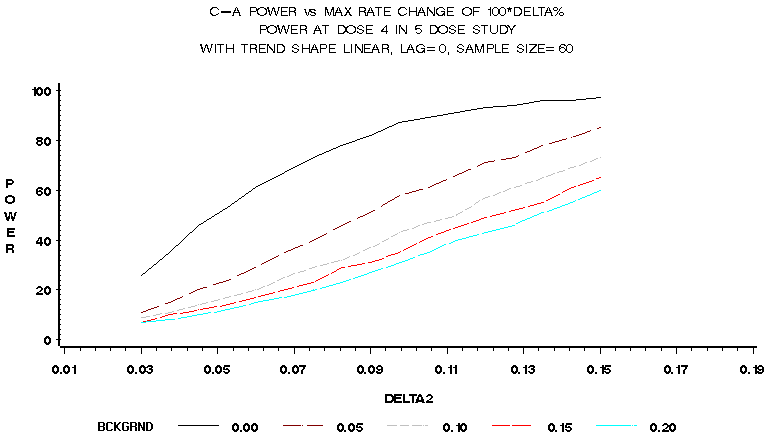 C-A POWER vs MAX RATE CHANGE OF 100*DELTA%
POWER AT DOSE 4 IN 5 DOSE STUDY
WITH TREND SHAPE LINEAR, LAG=0, SAMPLE SIZE=60
100
80
60
40
20
0
POWER
0.01 0.03 0.05 0.07 0.09 0.11 0.13 0.15 0.17 0.19
DELTA2
BCKGRND 0.00 0.05 0.10 0.15 0.20